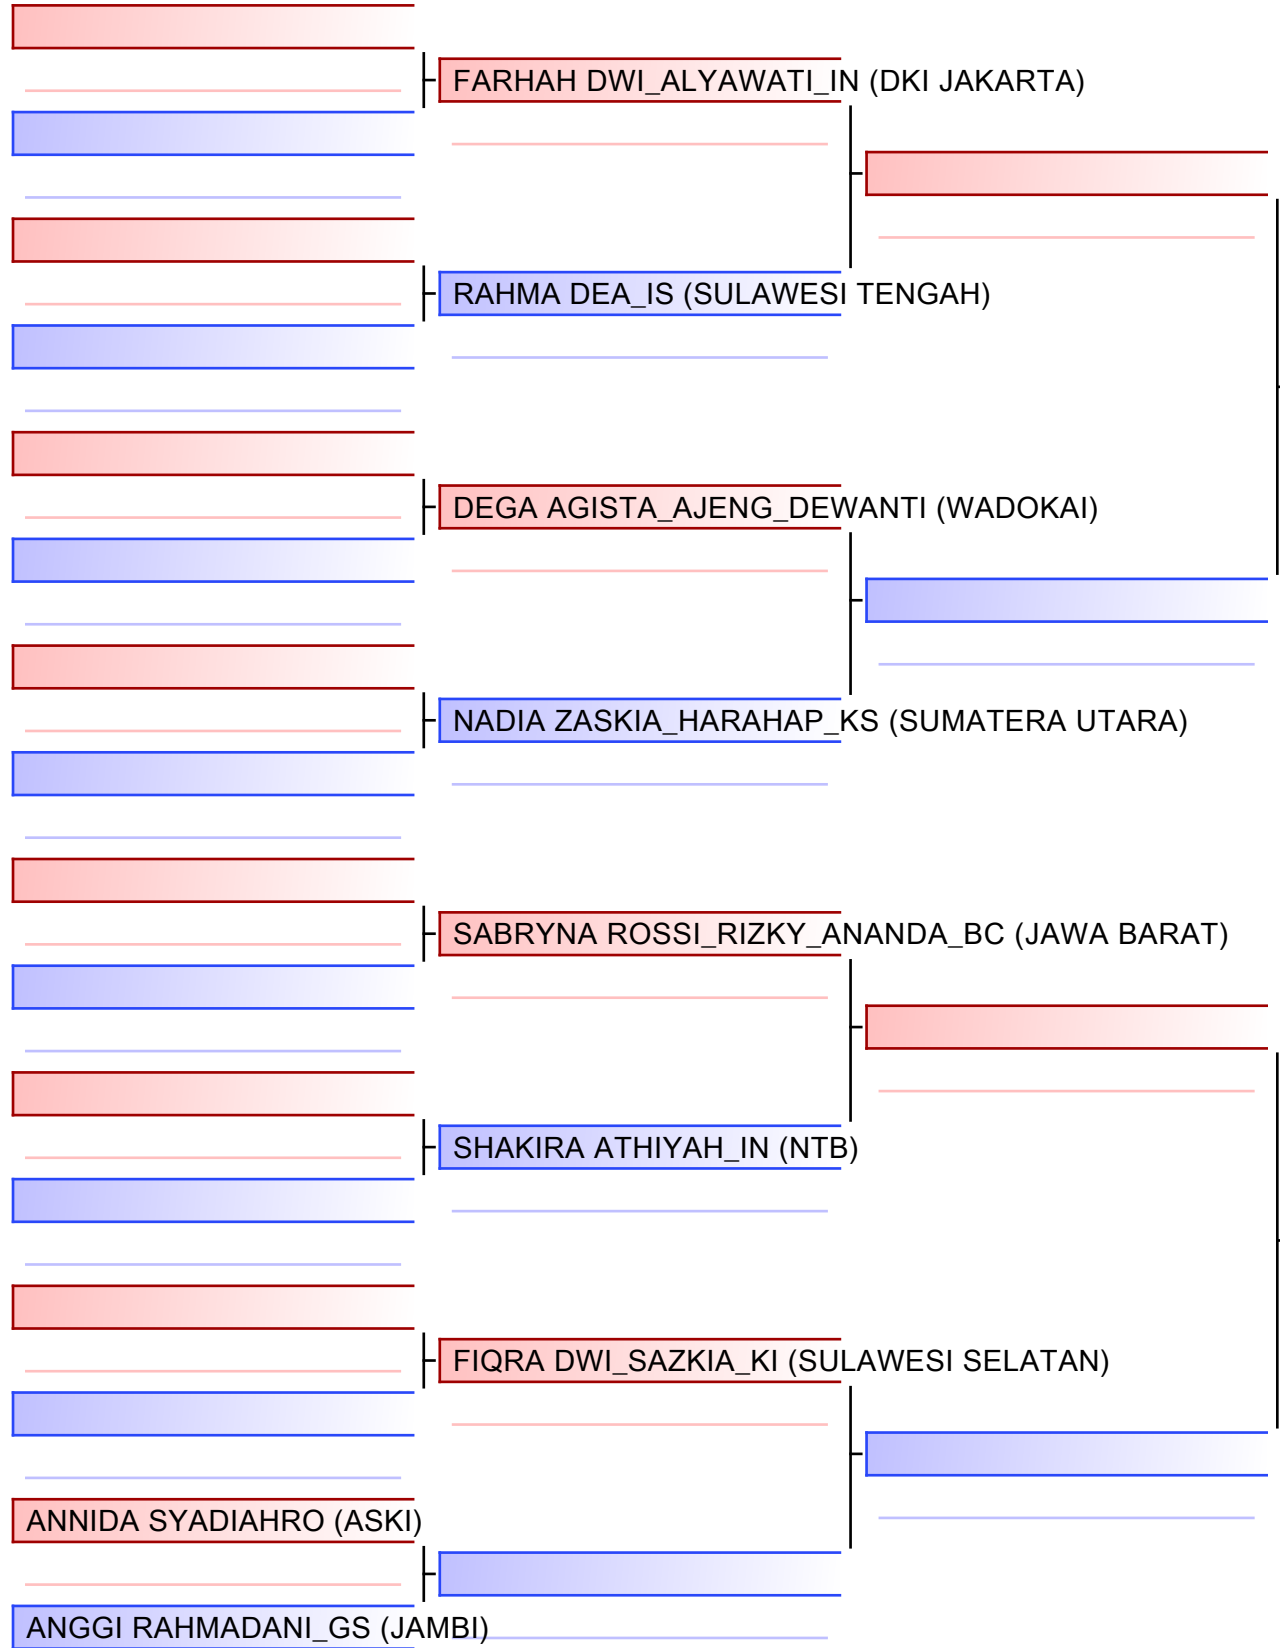 FARHAH DWI_ALYAWATI_IN (DKI JAKARTA)
RAHMA DEA_IS (SULAWESI TENGAH)
DEGA AGISTA_AJENG_DEWANTI (WADOKAI)
NADIA ZASKIA_HARAHAP_KS (SUMATERA UTARA)
SABRYNA ROSSI_RIZKY_ANANDA_BC (JAWA BARAT)
SHAKIRA ATHIYAH_IN (NTB)
FIQRA DWI_SAZKIA_KI (SULAWESI SELATAN)
ANNIDA SYADIAHRO (ASKI)
ANGGI RAHMADANI_GS (JAMBI)